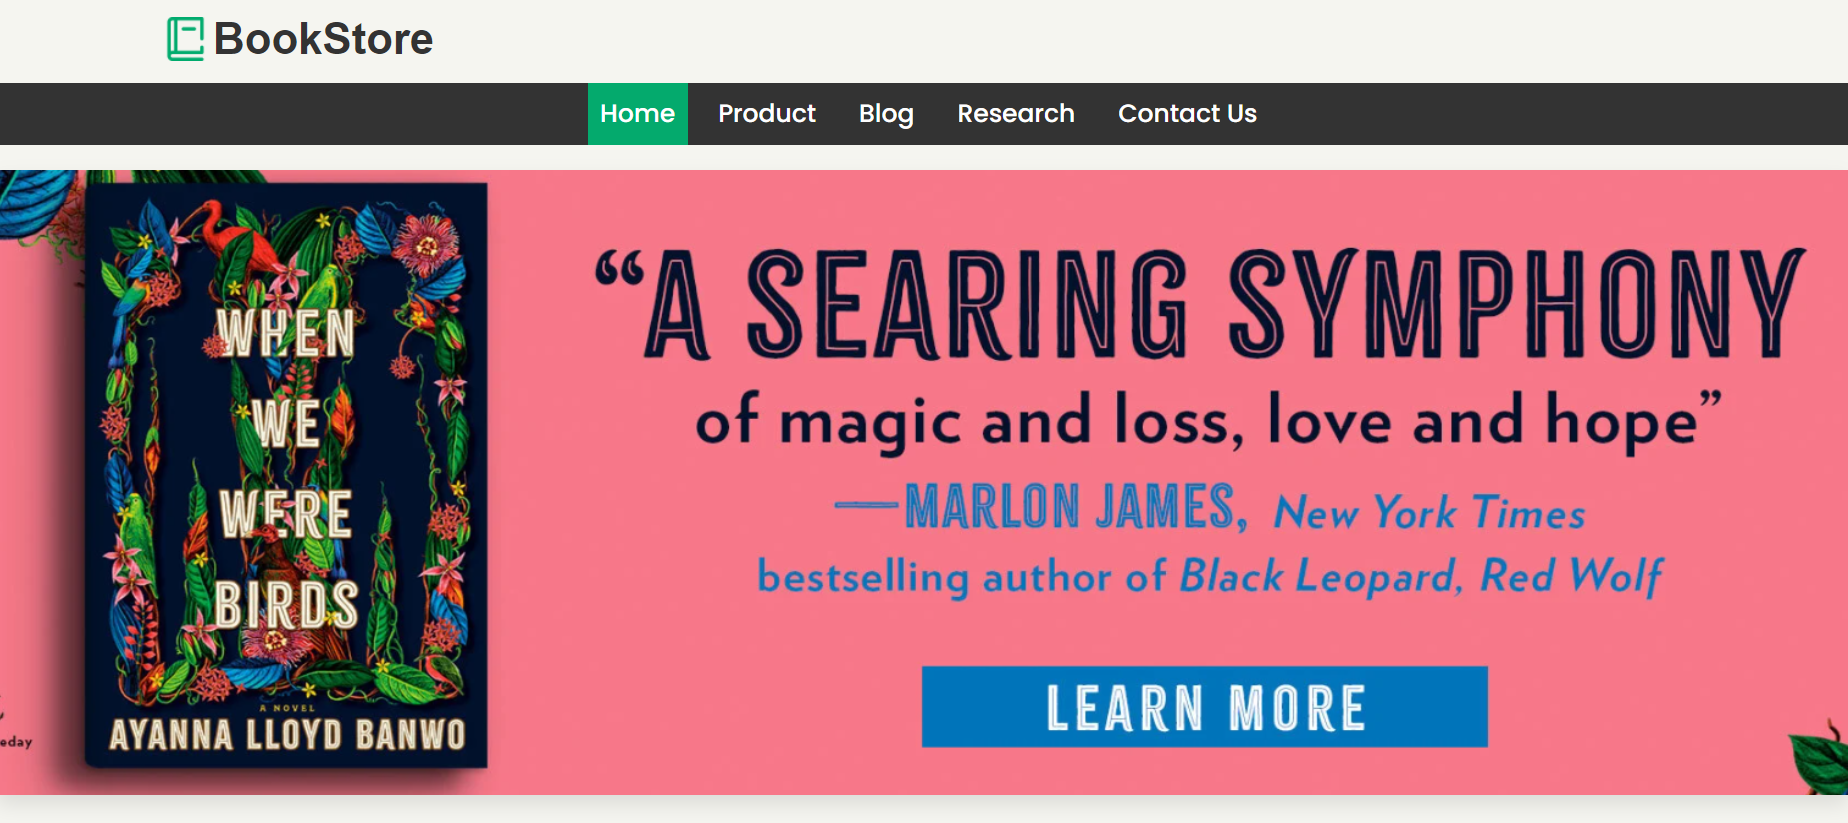 BookStore
Home Product Blog Research Contact Us
WHEN
WE
WERE
BIRDS
A NOVEL
AYANNA LLOYD BANWO
“A SEARING SYMPHONY
of magic and loss, love and hope”
—MARLON JAMES, New York Times
bestselling author of Black Leopard, Red Wolf
LEARN MORE
eday